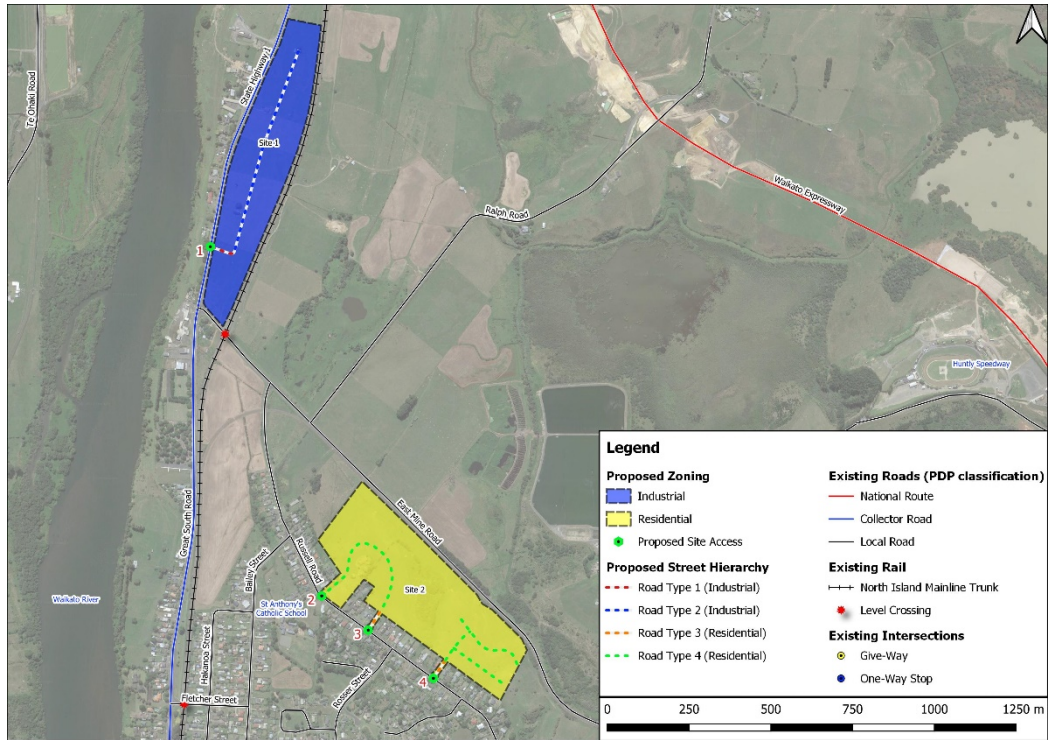 Te Ohaki Road
State Highway 1
Site 1
1
Ralph Road
Waikato Expressway
Huntly Speedway
Great South Road
East Mine Road
Russell Road
Bailey Street
St Anthony's
Catholic School
Site 2
2
3
4
Waikato River
Hakanoa Street
Rosser Street
Fletcher Street
Legend
Proposed Zoning
Industrial
Residential
Proposed Site Access
Proposed Street Hierarchy
Road Type 1 (Industrial)
Road Type 2 (Industrial)
Road Type 3 (Residential)
Road Type 4 (Residential)
Existing Roads (PDP classification)
National Route
Collector Road
Local Road
Existing Rail
North Island Mainline Trunk
Level Crossing
Existing Intersections
Give-Way
One-Way Stop
0 250 500 750 1000 1250 m